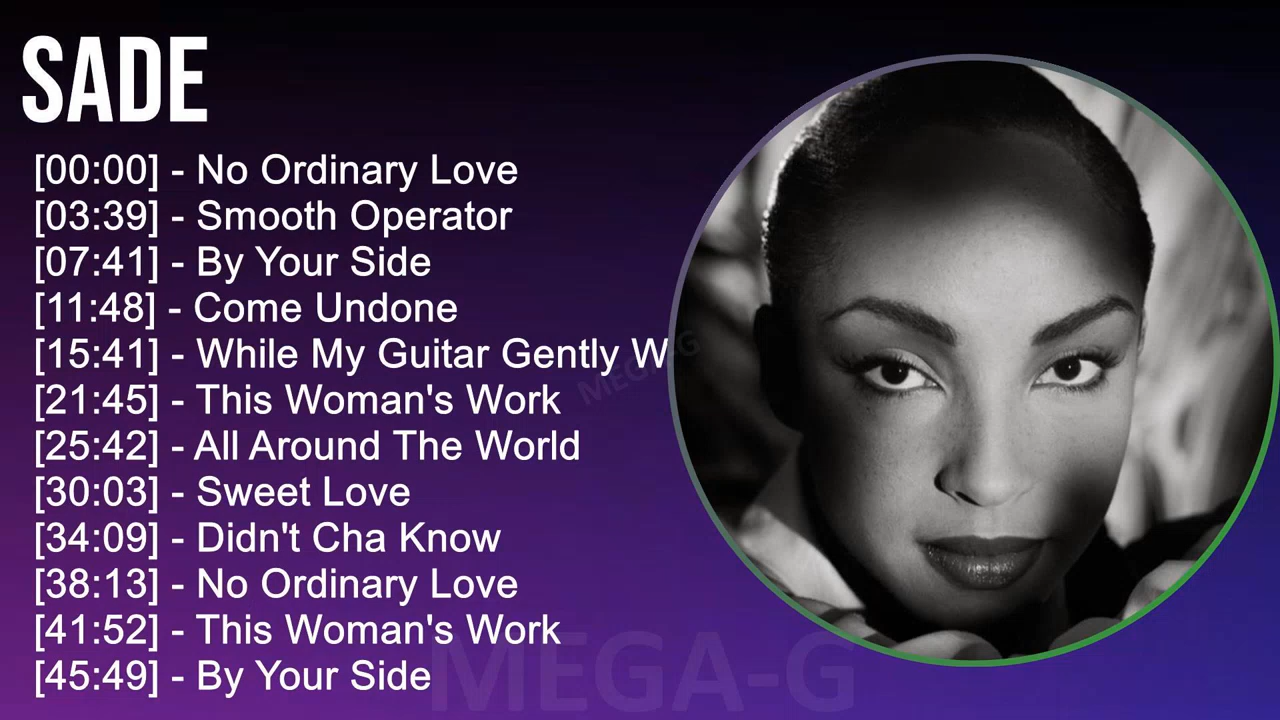 SADE
[00:00] - No Ordinary Love
[03:39] - Smooth Operator
[07:41] - By Your Side
[11:48] - Come Undone
[15:41] - While My Guitar Gently W
[21:45] - This Woman's Work
[25:42] - All Around The World
[30:03] - Sweet Love
[34:09] - Didn't Cha Know
[38:13] - No Ordinary Love
[41:52] - This Woman's Work
[45:49] - By Your Side
MEGA-G
MEGA-G